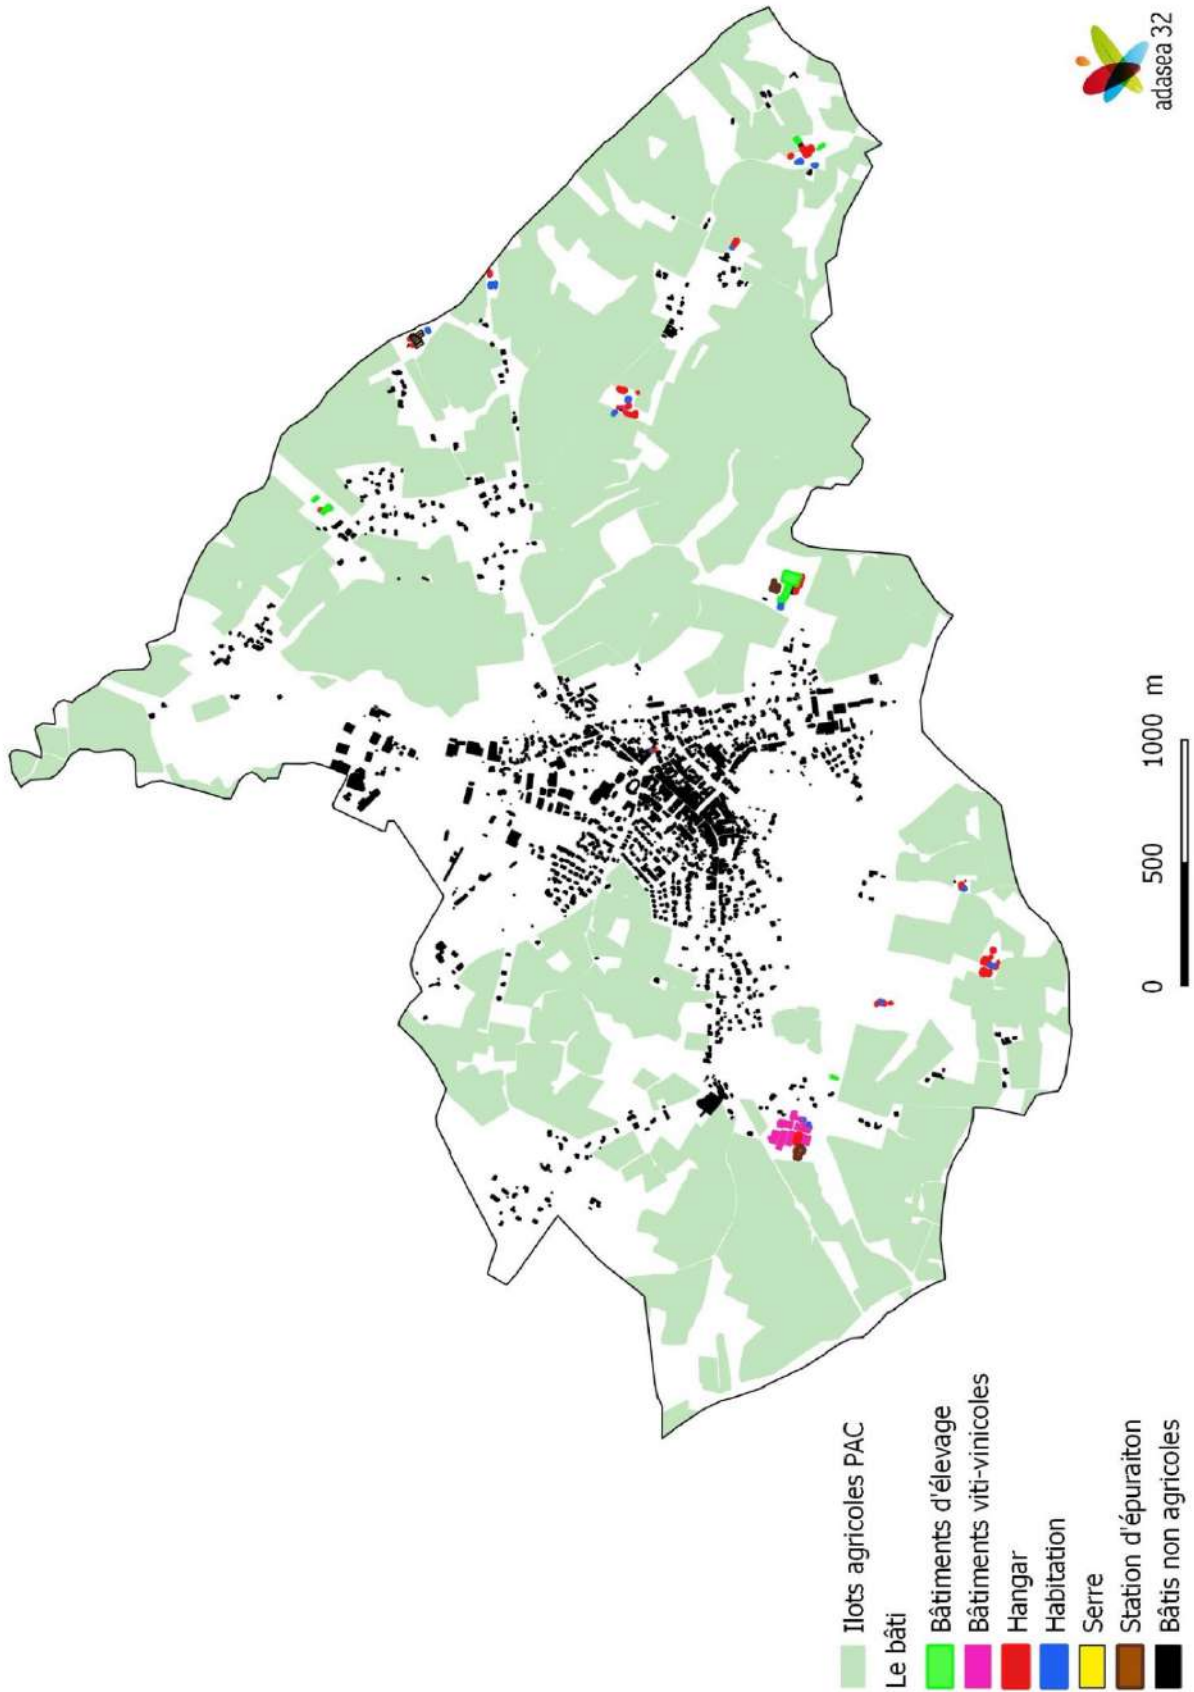 Ilots agricoles PAC
Le bâti
Bâtiments d'élevage
Bâtiments viti-vinicoles
Hangar
Habitation
Serre
Station d'épuraiton
Bâtis non agricoles
0 500 1000 m
adasea 32